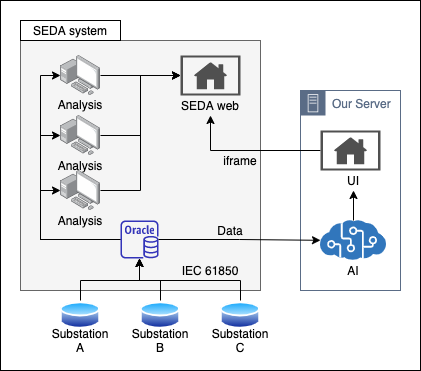 SEDA system
Analysis
SEDA web
Our Server
Analysis
iframe
UI
Analysis
Oracle
Data
AI
IEC 61850
Substation
A
Substation
B
Substation
C